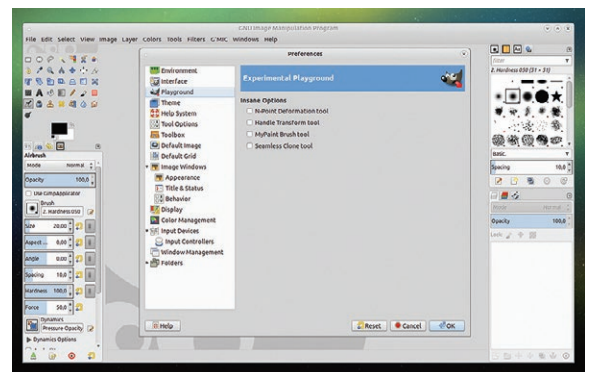 GNU Image Manipulation Program
File Edit Select View Image Layer Colors Tools Filters G'MIC Windows Help
Preferences
Environment
Interface
Playground
Theme
Help System
Tool Options
Toolbox
Default Image
Default Grid
Image Windows
Appearance
Title & Status
Behavior
Display
Color Management
Input Devices
Input Controllers
Window Management
Folders
Experimental Playground
Insane Options
N-Point Deformation tool
Handle Transform tool
MyPaint Brush tool
Seamless Clone tool
Help
Reset
Cancel
OK
Airbrush
Mode Normal
Opacity 100,0
Use GimpApplicator
Brush
2. Hardness 050
Size 20,00
Aspect ... 0,00
Angle 0,00
Spacing 10,0
Hardness 100,0
Force 50,0
Dynamics
Pressure Opacity
Dynamics Options
filter
2. Hardness 050 (51 × 51)
Basic,
Spacing 10,0
Mode Normal
Opacity 100,0
Lock: